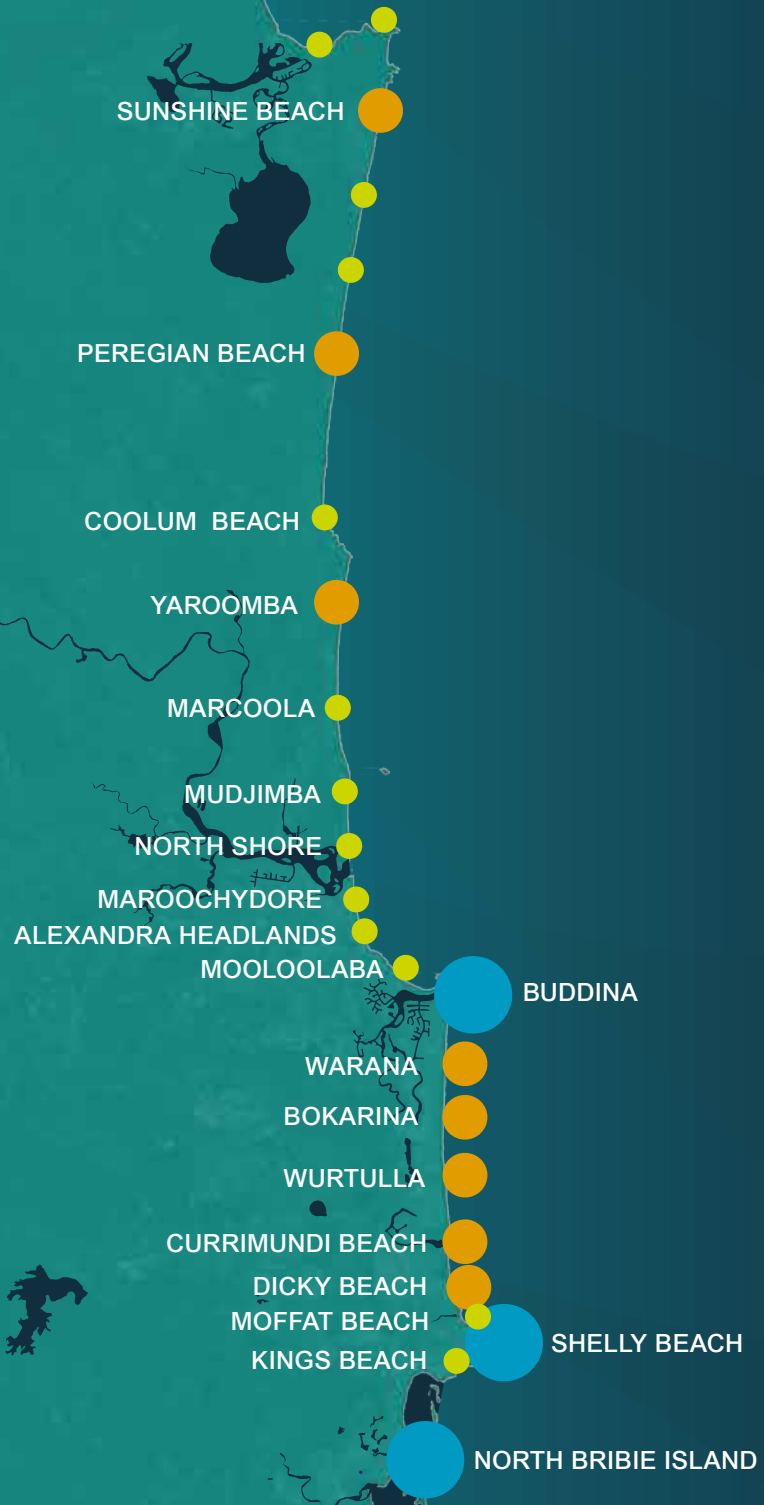 SUNSHINE BEACH
PEREGIAN BEACH
COOLUM BEACH
YAROOMBA
MARCOOLA
MUDJIMBA
NORTH SHORE
MAROOCHYDORE
ALEXANDRA HEADLANDS
MOOLOOLABA
BUDDINA
WARANA
BOKARINA
WURTULLA
CURRIMUNDI BEACH
DICKY BEACH
MOFFAT BEACH
SHELLY BEACH
KINGS BEACH
NORTH BRIBIE ISLAND